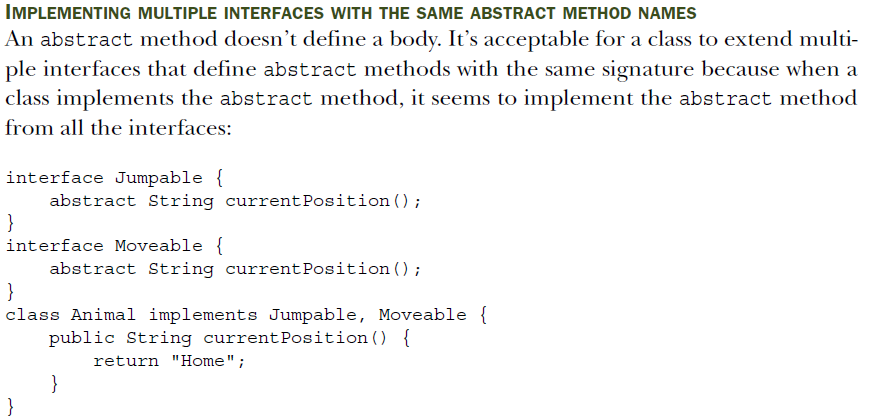 IMPLEMENTING MULTIPLE INTERFACES WITH THE SAME ABSTRACT METHOD NAMES
An abstract method doesn’t define a body. It’s acceptable for a class to extend multi-
ple interfaces that define abstract methods with the same signature because when a
class implements the abstract method, it seems to implement the abstract method
from all the interfaces:
interface Jumpable {
    abstract String currentPosition();
}
interface Moveable {
    abstract String currentPosition();
}
class Animal implements Jumpable, Moveable {
    public String currentPosition() {
        return "Home";
    }
}